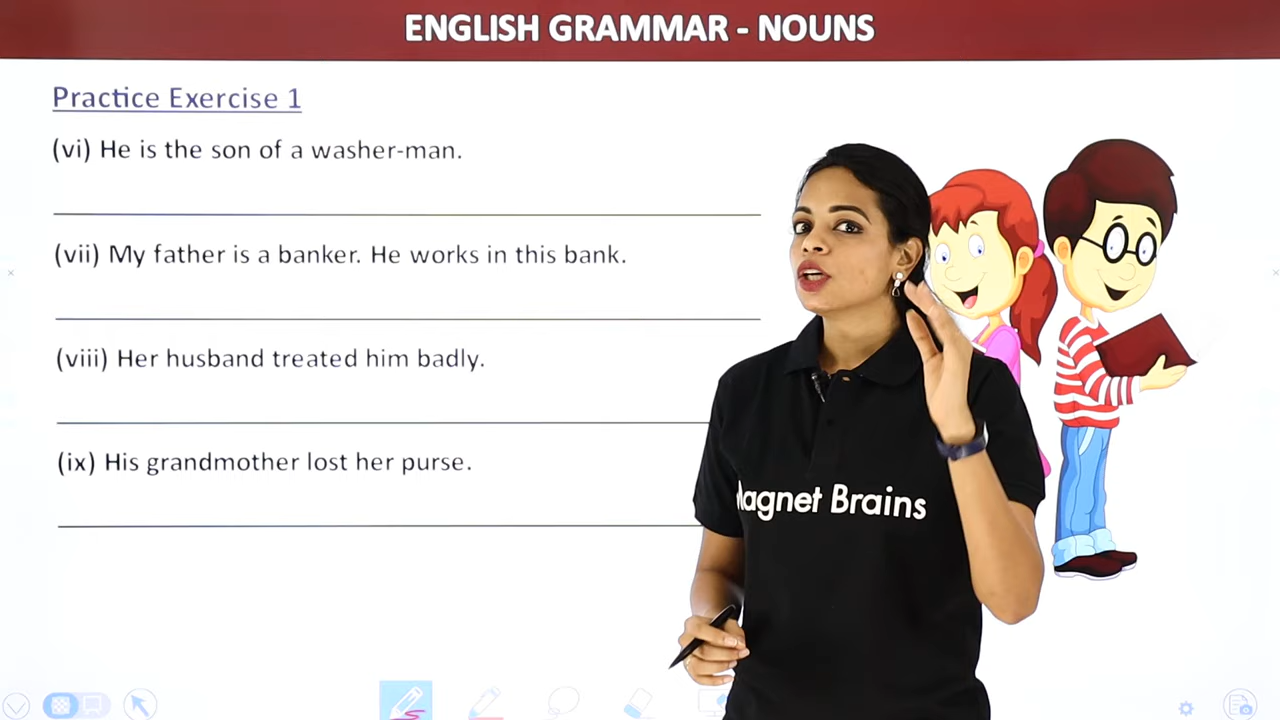 ENGLISH GRAMMAR - NOUNS
Practice Exercise 1
(vi) He is the son of a washer-man.
(vii) My father is a banker. He works in this bank.
(viii) Her husband treated him badly.
(ix) His grandmother lost her purse.
Magnet Brains